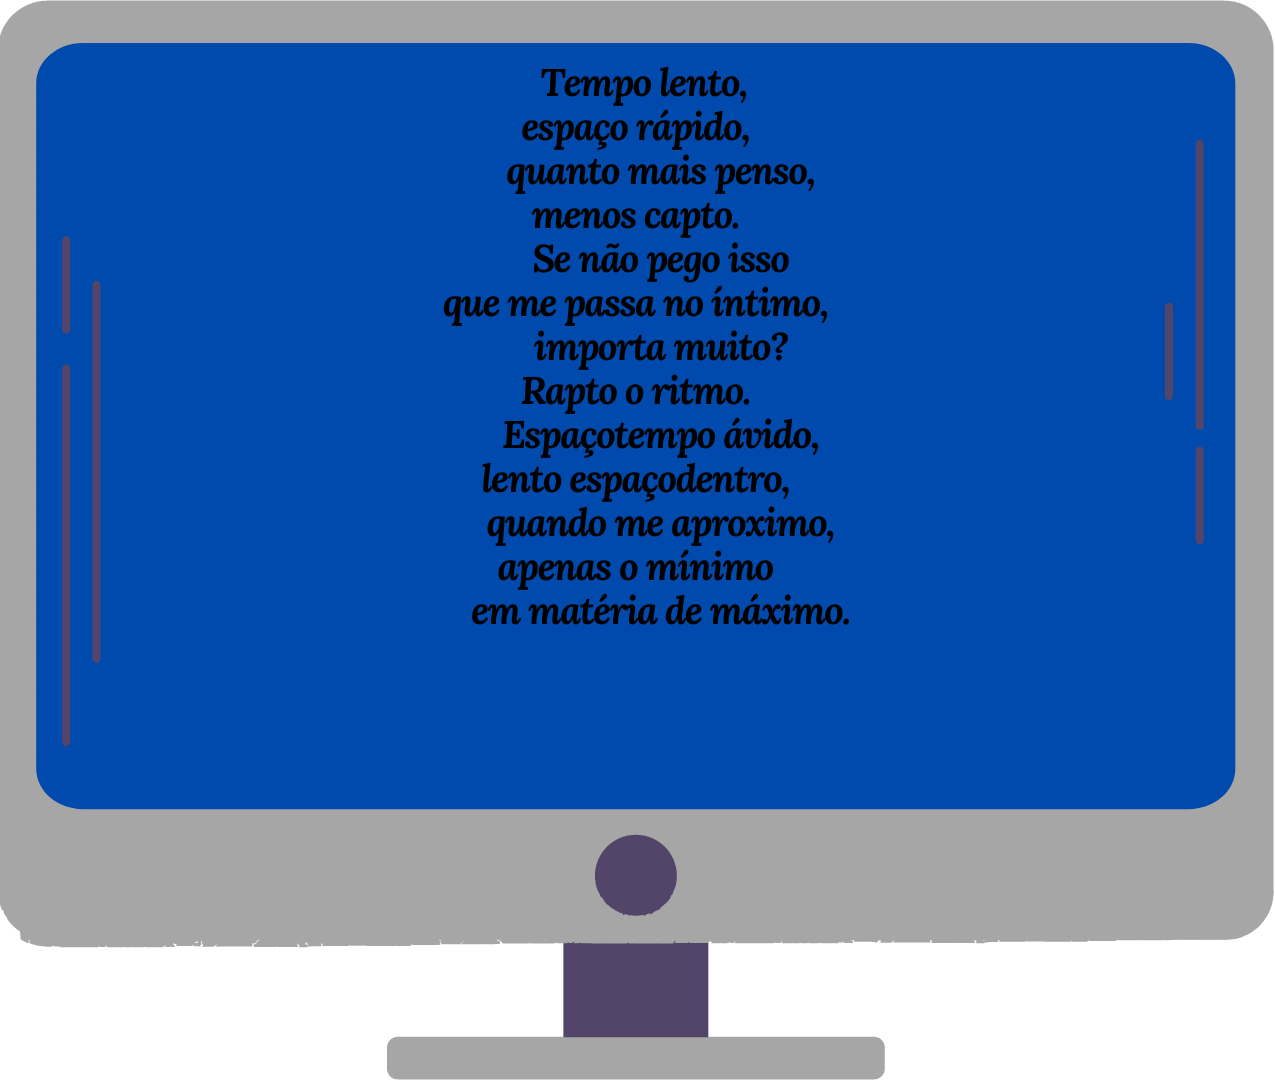 Tempo lento,
espaço rápido,
quanto mais penso,
menos capto.
Se não pego isso
que me passa no íntimo,
importa muito?
Rapto o ritmo.
Espaçotempo ávido,
lento espaçodentro,
quando me aproximo,
apenas o mínimo
em matéria de máximo.